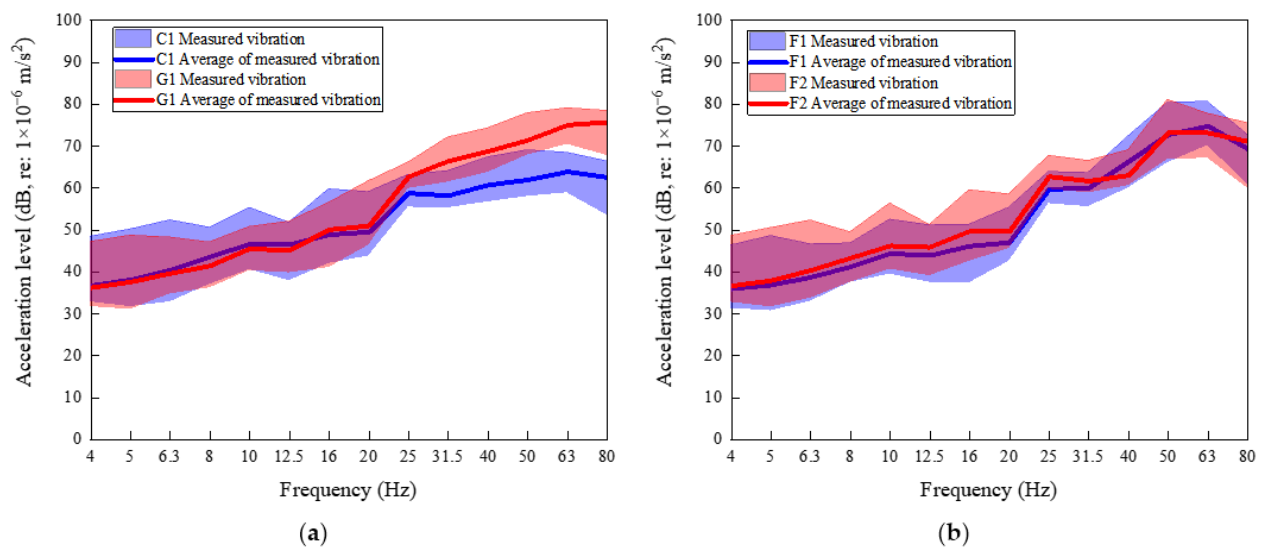 (a)
Acceleration level (dB, re: 1×10⁻⁶ m/s²)
100
90
80
70
60
50
40
30
20
10
0
C1 Measured vibration
C1 Average of measured vibration
G1 Measured vibration
G1 Average of measured vibration
4 5 6.3 8 10 12.5 16 20 25 31.5 40 50 63 80
Frequency (Hz)
(b)
Acceleration level (dB, re: 1×10⁻⁶ m/s²)
100
90
80
70
60
50
40
30
20
10
0
F1 Measured vibration
F1 Average of measured vibration
F2 Measured vibration
F2 Average of measured vibration
4 5 6.3 8 10 12.5 16 20 25 31.5 40 50 63 80
Frequency (Hz)